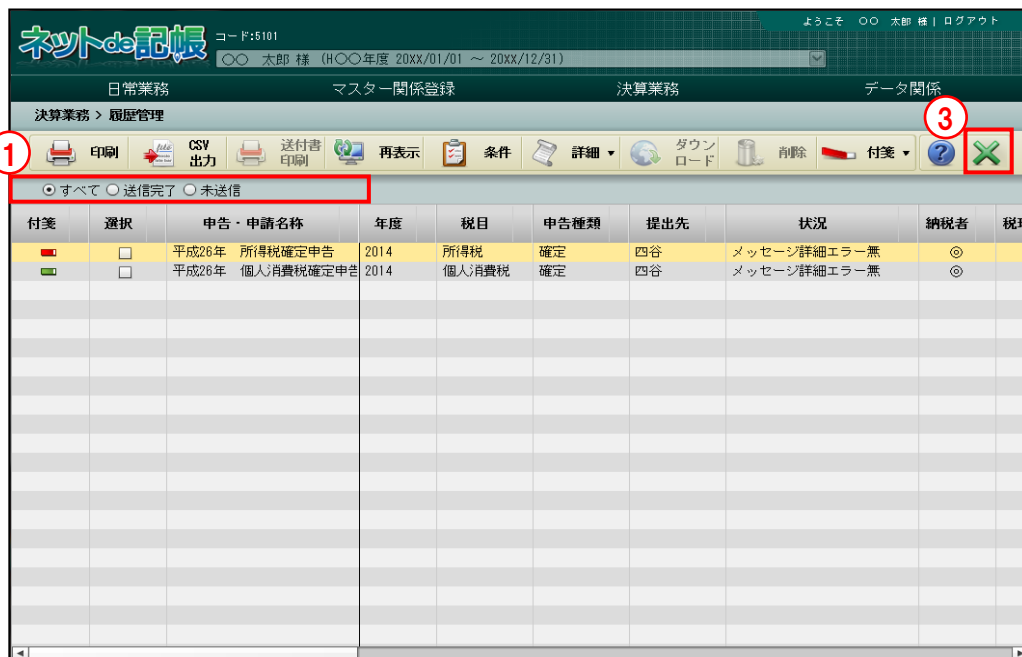 ようこそ 〇〇 太郎 様 | ログアウト
ネットde記帳 コード:5101
〇〇 太郎 様 (H〇〇年度 20XX/01/01 ～ 20XX/12/31)
日常業務 マスター関係登録 決算業務 データ関係
決算業務 > 履歴管理
③
1 印刷 CSV出力 送付書印刷 再表示 条件 詳細 ▼ ダウンロード 削除 付箋 ▼ ?
すべて 送信完了 未送信
付箋 選択 申告・申請名称 年度 税目 申告種類 提出先 状況 納税者
平成26年 所得税確定申告 2014 所得税 確定 四谷 メッセージ詳細エラー無 ◎
平成26年 個人消費税確定申告 2014 個人消費税 確定 四谷 メッセージ詳細エラー無 ◎